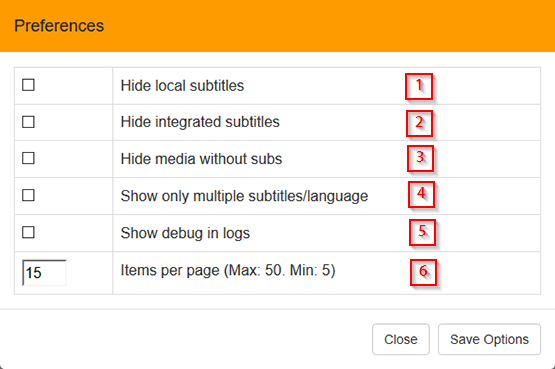 Preferences
Hide local subtitles 1
Hide integrated subtitles 2
Hide media without subs 3
Show only multiple subtitles/language 4
Show debug in logs 5
15 Items per page (Max: 50. Min: 5) 6
Close Save Options